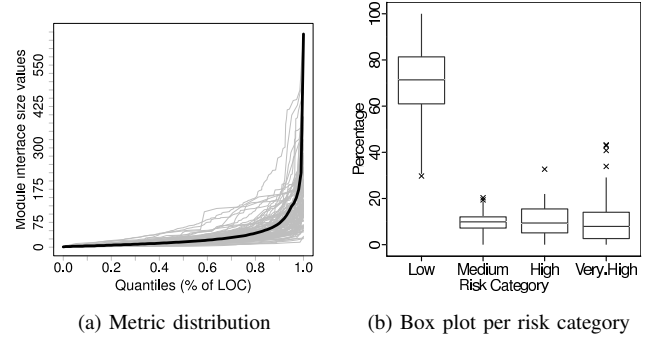 Module interface size values
550
425
300
175
75
0
0.0 0.2 0.4 0.6 0.8 1.0
Quantiles (% of LOC)
(a) Metric distribution
Percentage
100
80
60
40
20
0
Low Medium High Very.High
Risk Category
(b) Box plot per risk category